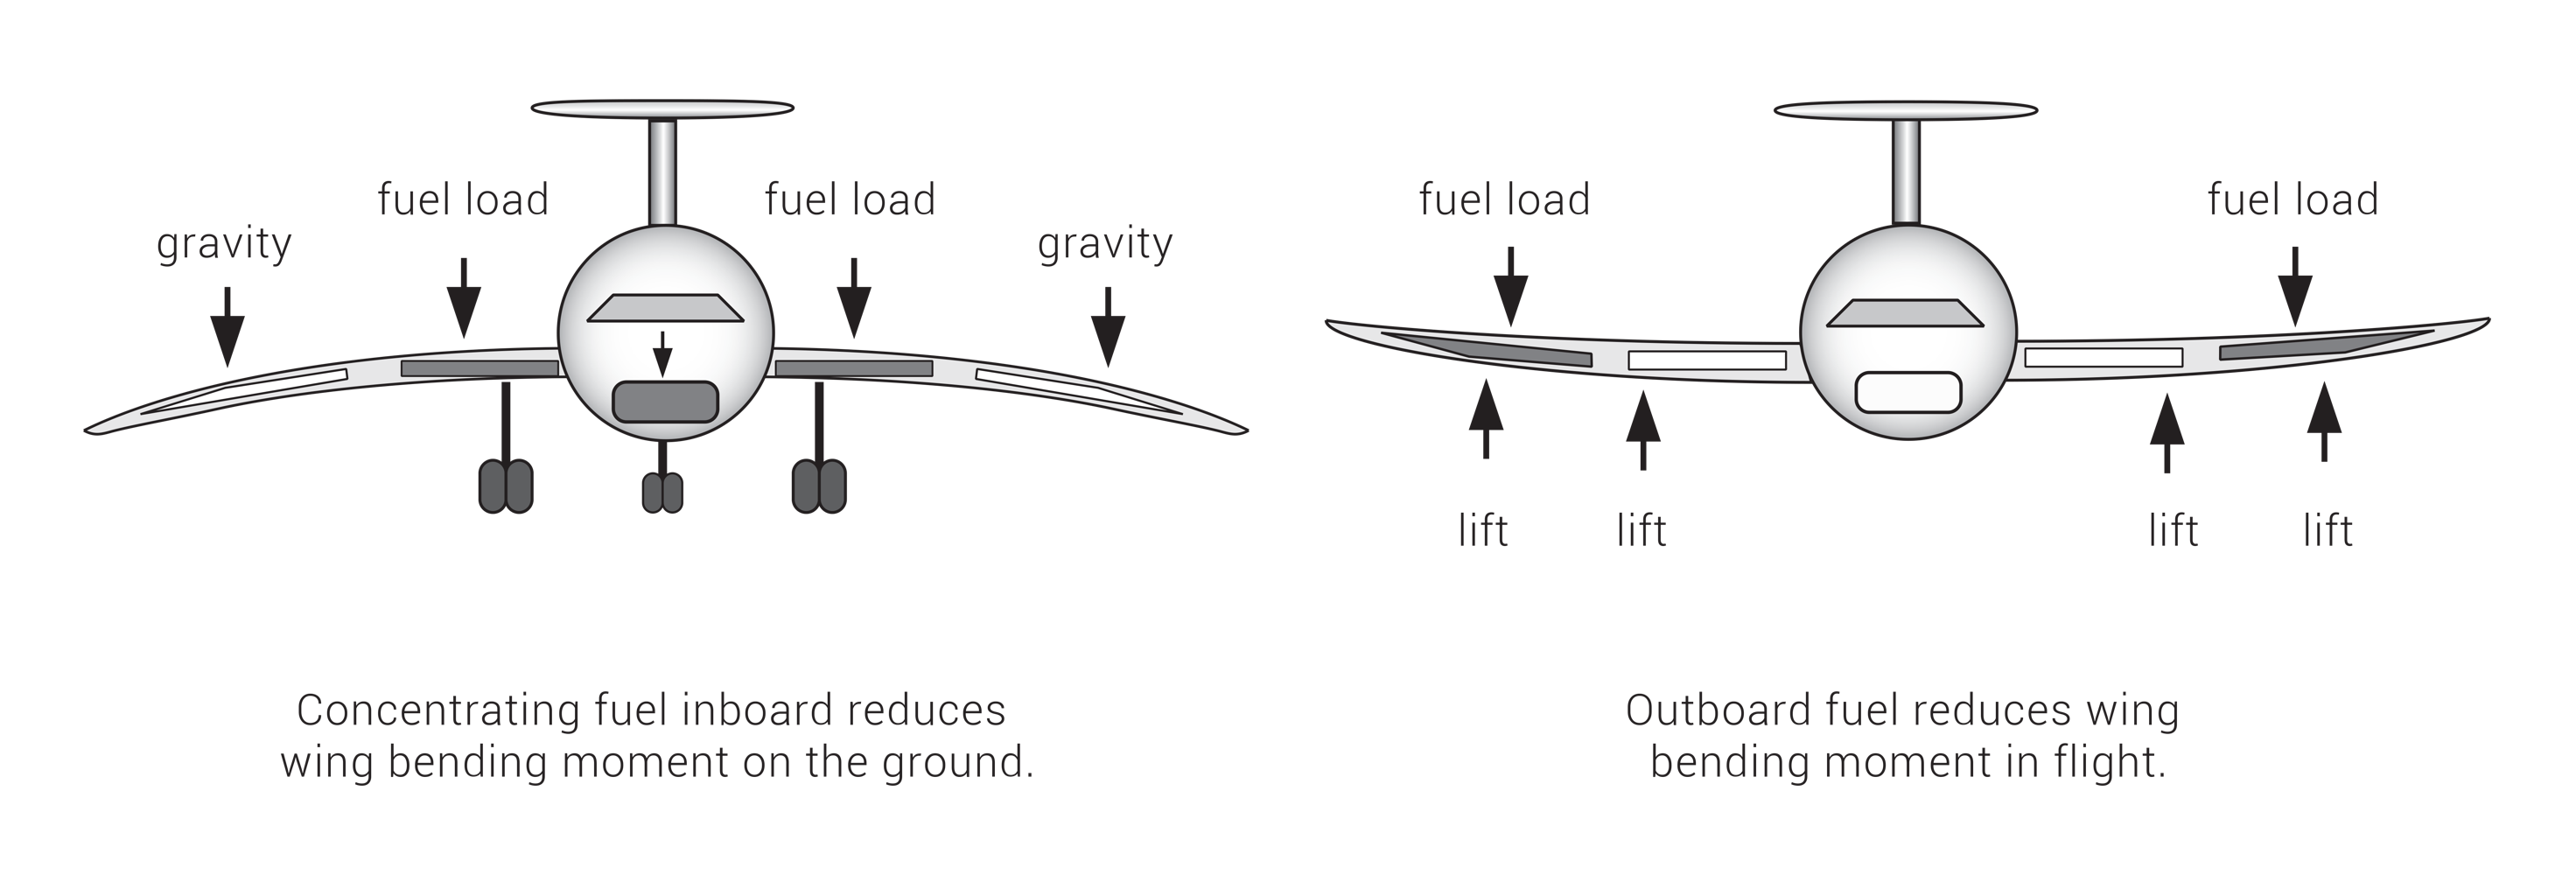 fuel load
fuel load
gravity
gravity
Concentrating fuel inboard reduces
wing bending moment on the ground.
fuel load
fuel load
lift
lift
lift
lift
Outboard fuel reduces wing
bending moment in flight.